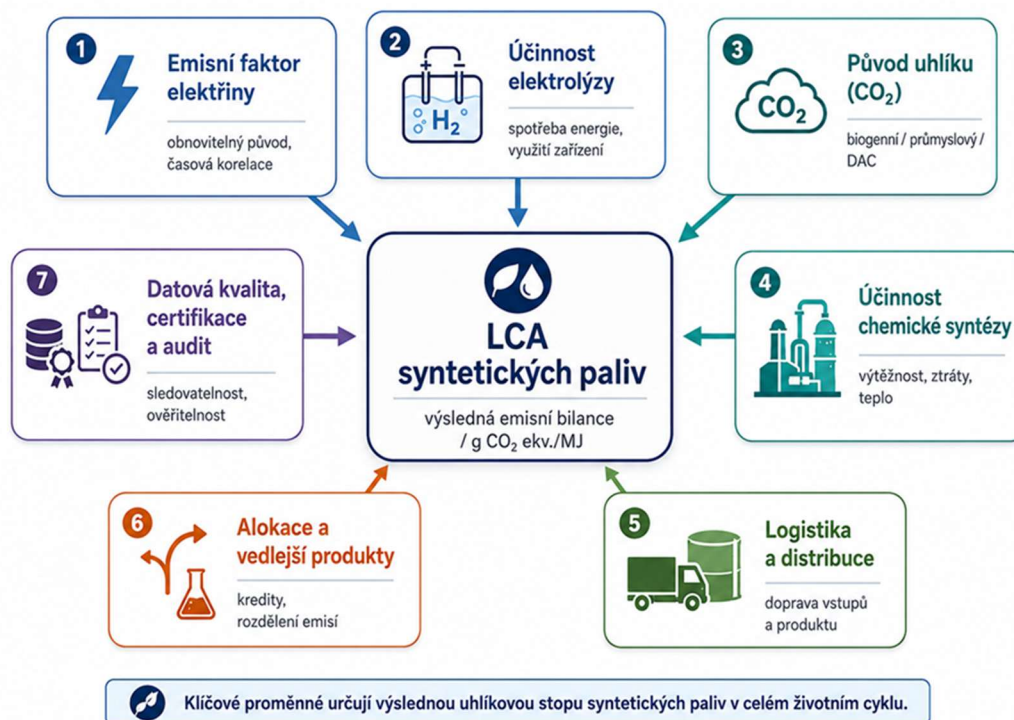 1
Emisní faktor
elektřiny
obnovitelný původ,
časová korelace
2
H₂
Účinnost
elektrolýzy
spotřeba energie,
využití zařízení
3
CO₂
Původ uhlíku
(CO₂)
biogenní / průmyslový /
DAC
7
Datová kvalita,
certifikace
a audit
sledovatelnost,
ověřitelnost
LCA
syntetických paliv
výsledná emisní bilance
/ g CO₂ ekv./MJ
4
Účinnost
chemické syntézy
výtěžnost, ztráty,
teplo
6
Alokace a
vedlejší produkty
kredity,
rozdělení emisí
5
Logistika
a distribuce
doprava vstupů
a produktu
Klíčové proměnné určují výslednou uhlíkovou stopu syntetických paliv v celém životním cyklu.